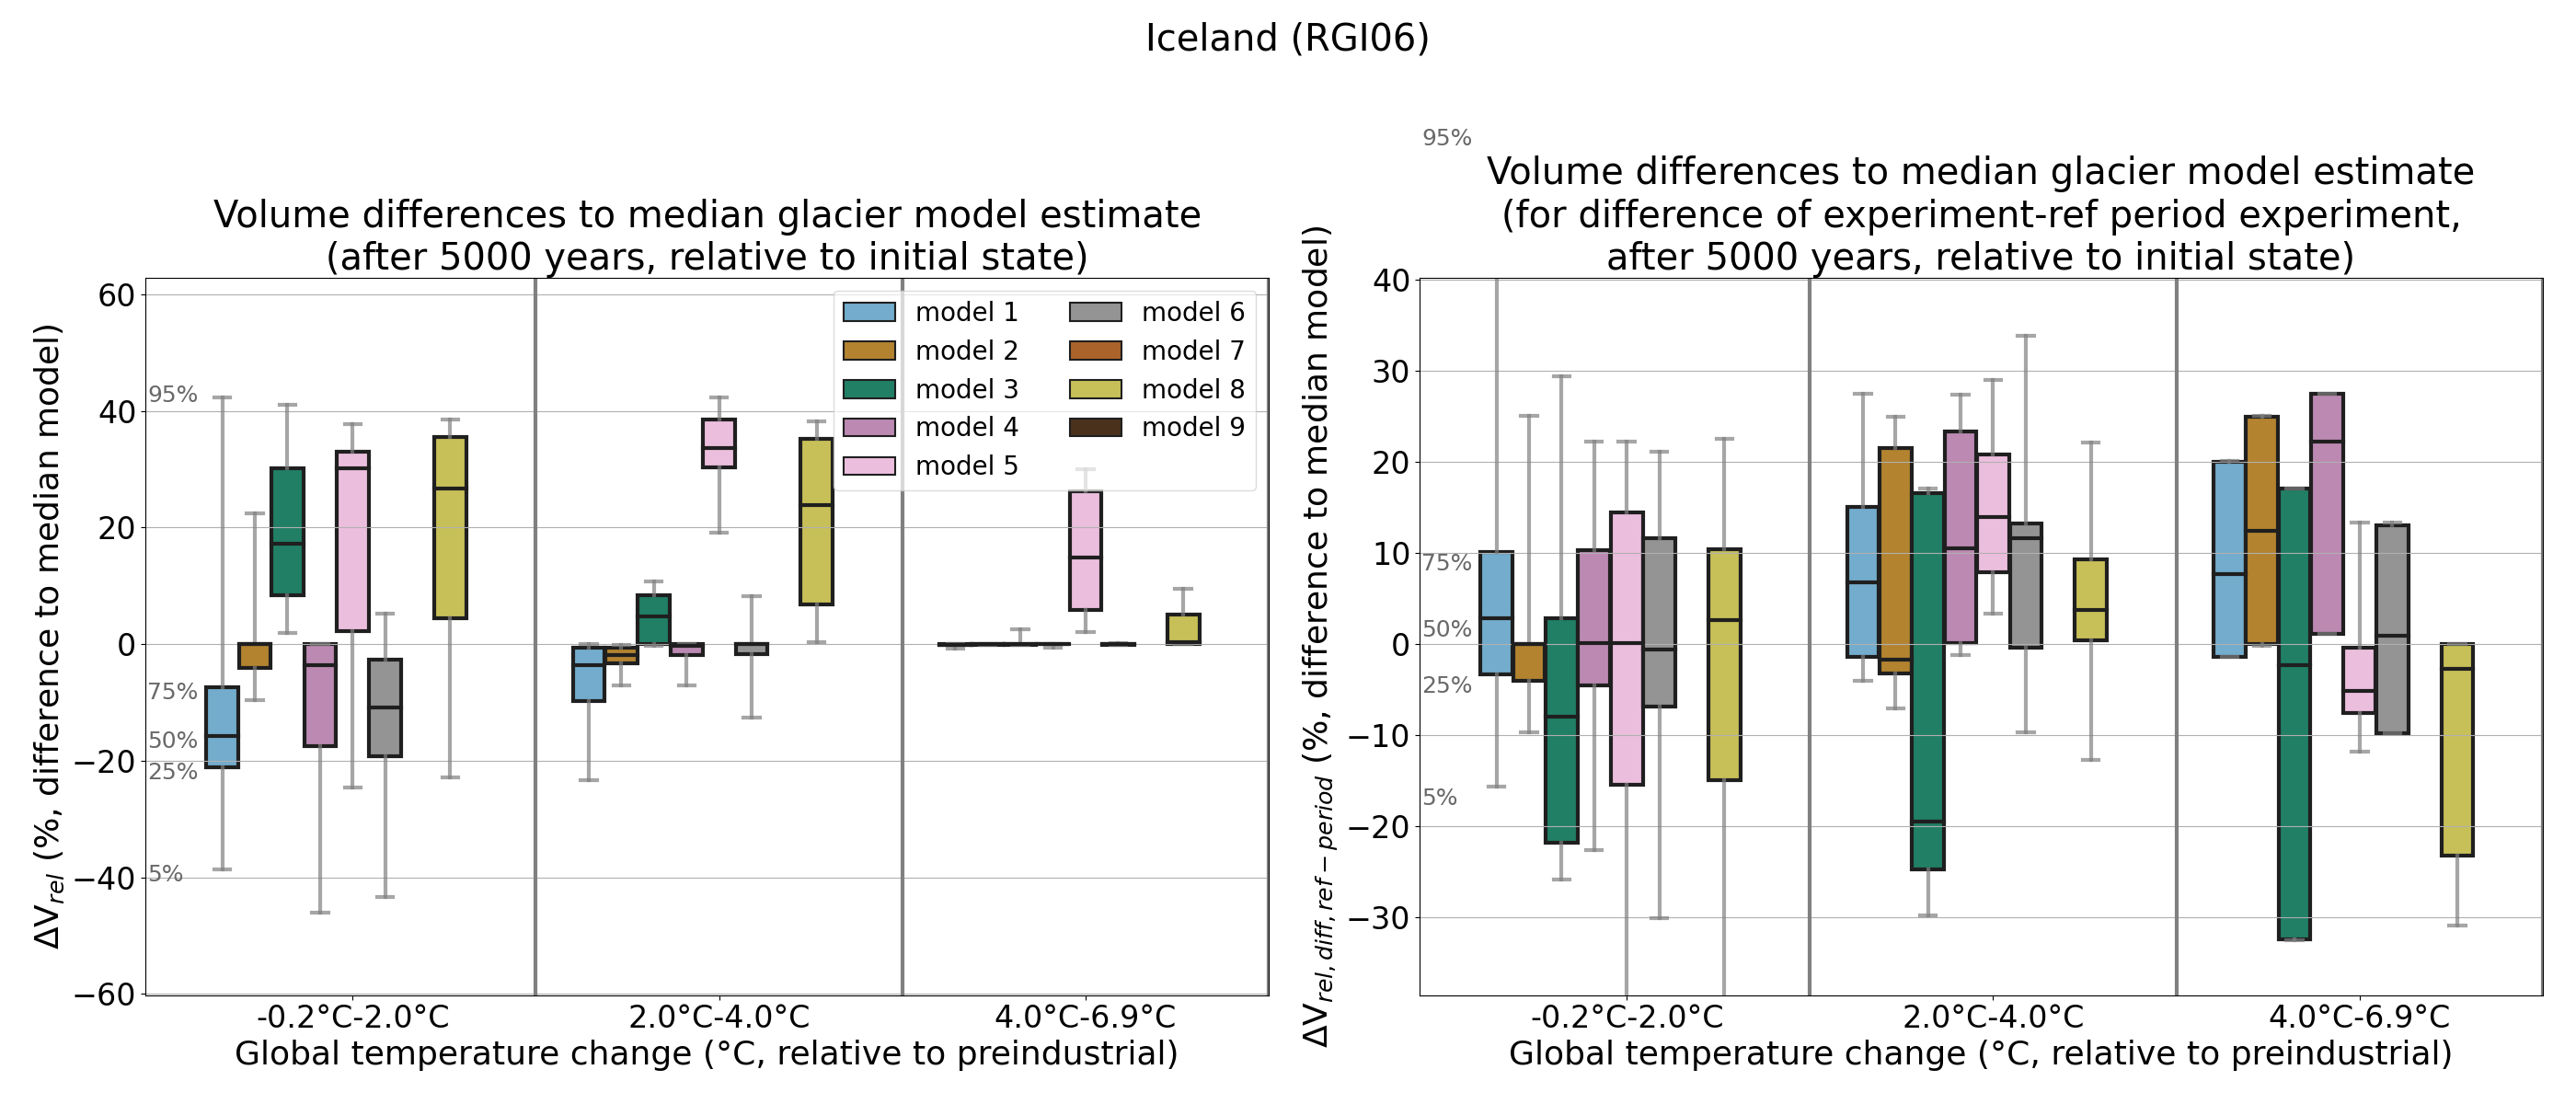 Iceland (RGI06)
Volume differences to median glacier model estimate
(after 5000 years, relative to initial state)
ΔV_rel (%, difference to median model)
60
40
20
0
−20
−40
−60
95%
75%
50%
25%
5%
model 1
model 2
model 3
model 4
model 5
model 6
model 7
model 8
model 9
-0.2°C-2.0°C
2.0°C-4.0°C
4.0°C-6.9°C
Global temperature change (°C, relative to preindustrial)
95%
Volume differences to median glacier model estimate
(for difference of experiment-ref period experiment,
after 5000 years, relative to initial state)
ΔV_rel, diff, ref−period (%, difference to median model)
40
30
20
10
0
−10
−20
−30
75%
50%
25%
5%
-0.2°C-2.0°C
2.0°C-4.0°C
4.0°C-6.9°C
Global temperature change (°C, relative to preindustrial)